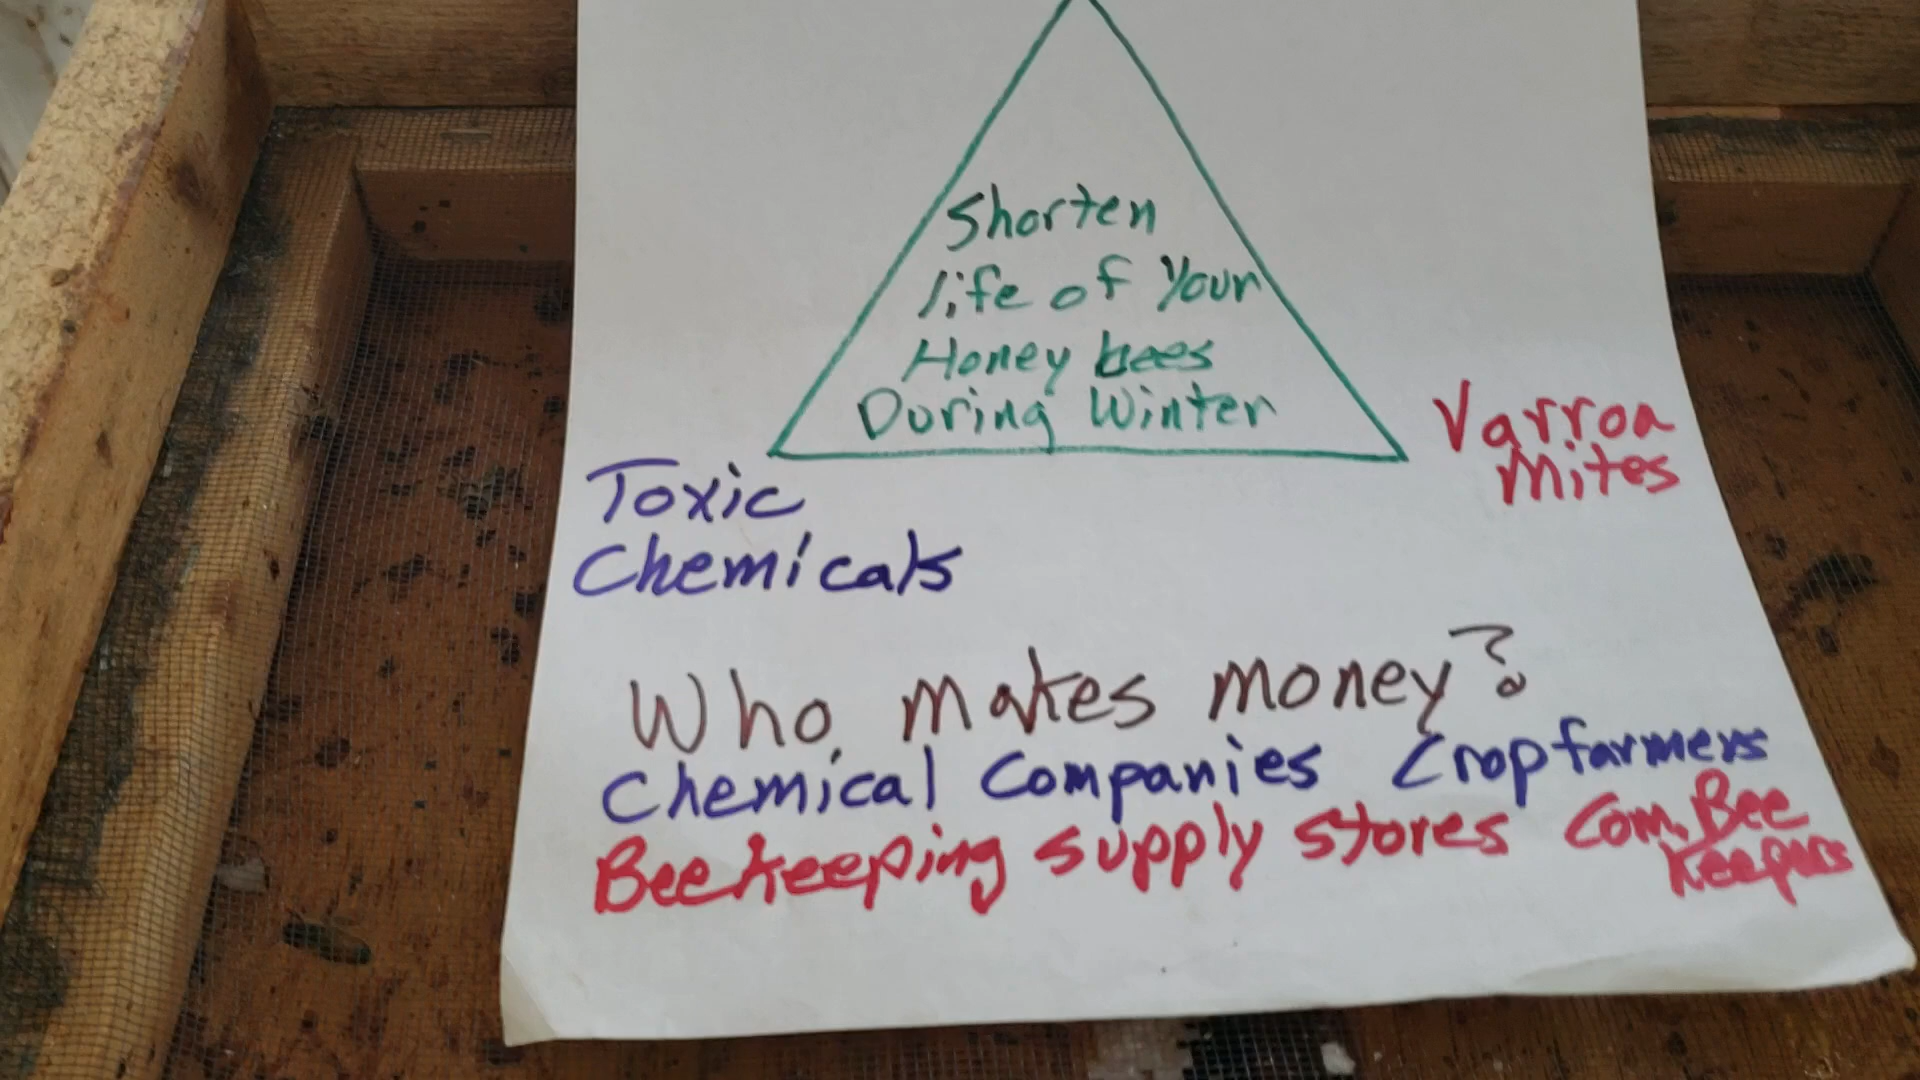 Shorten
life of Your
Honey bees
During Winter
Varroa
Mites
Toxic
Chemicals
Who makes money?
Chemical Companies Crop farmers
Beekeeping supply stores Com. Bee
Keepers